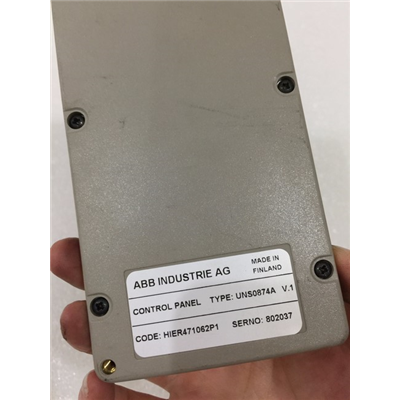 ABB INDUSTRIE AG MADE IN FINLAND
CONTROL PANEL TYPE: UNS0874A V.1
CODE: HIER471062P1 SERNO: 802037